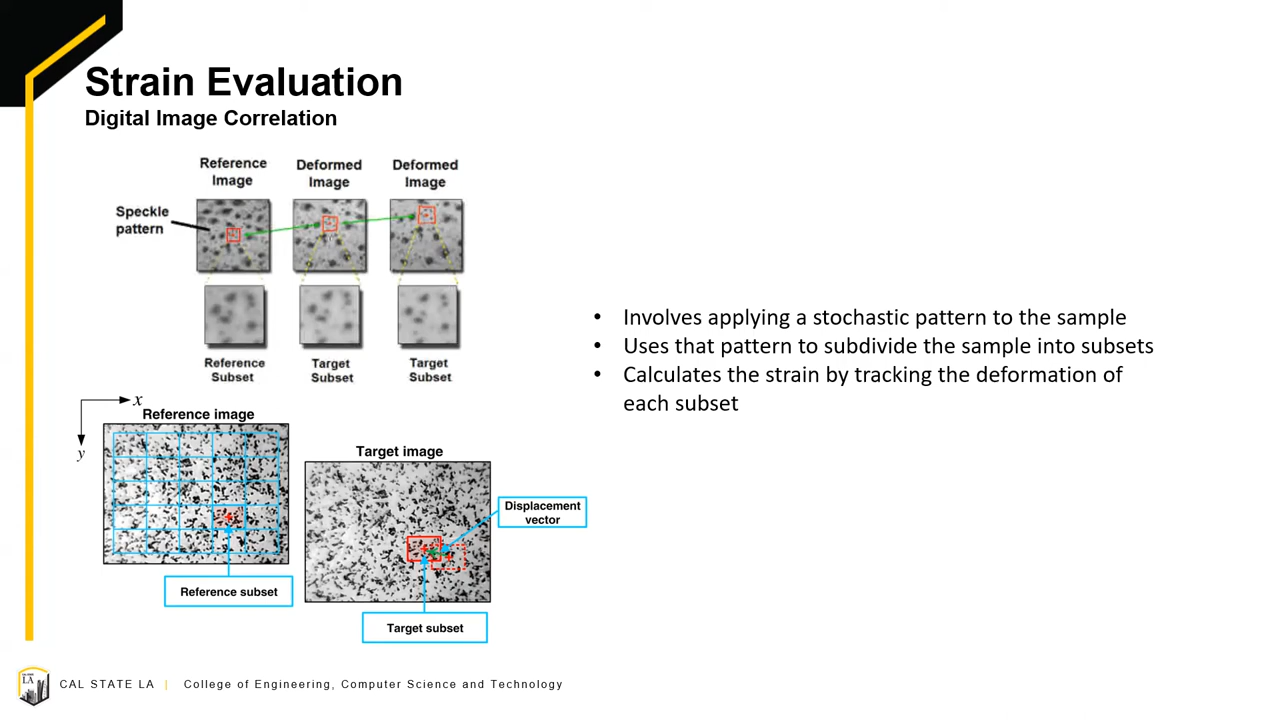 Strain Evaluation
Digital Image Correlation
Reference
Image
Deformed
Image
Deformed
Image
Speckle
pattern
Reference
Subset
Target
Subset
Target
Subset
x
y
Reference image
Target image
Displacement
vector
Reference subset
Target subset
• Involves applying a stochastic pattern to the sample
• Uses that pattern to subdivide the sample into subsets
• Calculates the strain by tracking the deformation of
each subset
LA
CAL STATE LA | College of Engineering, Computer Science and Technology